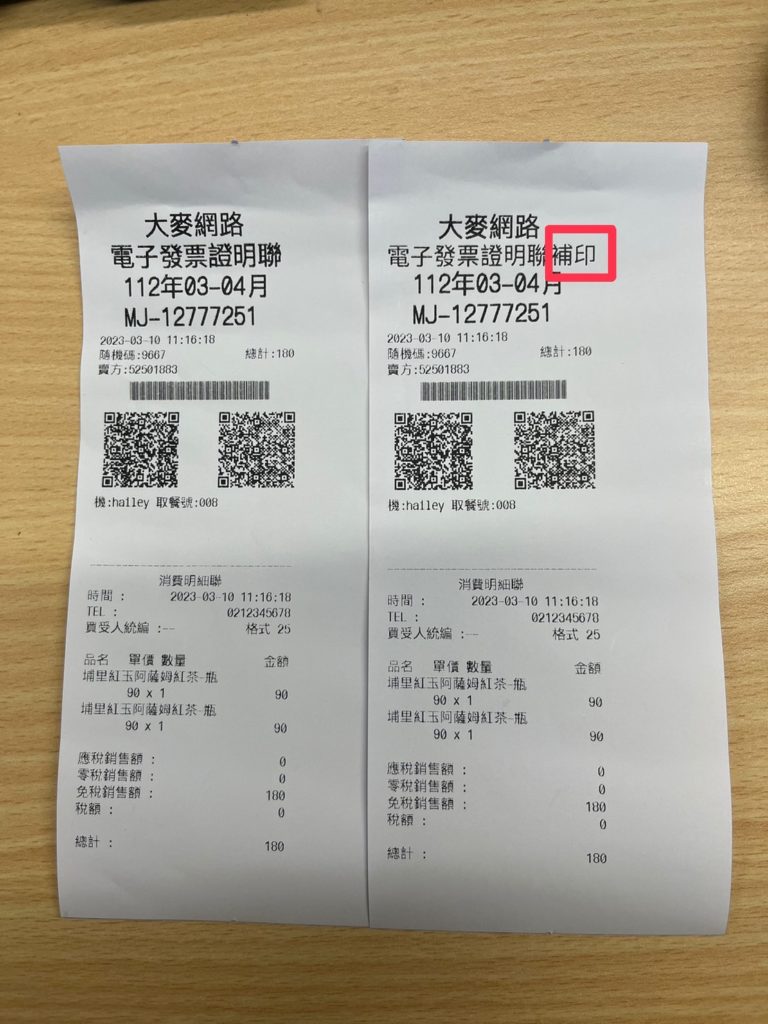 大麥網路
電子發票證明聯
112年03-04月
MJ-12777251
2023-03-10 11:16:18
隨機碼:9667 總計:180
賣方:52501883
機:hailey 取餐號:008
消費明細聯
時間 : 2023-03-10 11:16:18
TEL : 0212345678
買受人統編 :-- 格式 25
品名 單價 數量 金額
埔里紅玉阿薩姆紅茶-瓶
90 x 1 90
埔里紅玉阿薩姆紅茶-瓶
90 x 1 90
應稅銷售額 : 0
零稅銷售額 : 0
免稅銷售額 : 180
稅額 : 0
總計 : 180
大麥網路
電子發票證明聯補印
112年03-04月
MJ-12777251
2023-03-10 11:16:18
隨機碼:9667 總計:180
賣方:52501883
機:hailey 取餐號:008
消費明細聯
時間 : 2023-03-10 11:16:18
TEL : 0212345678
買受人統編 :-- 格式 25
品名 單價 數量 金額
埔里紅玉阿薩姆紅茶-瓶
90 x 1 90
埔里紅玉阿薩姆紅茶-瓶
90 x 1 90
應稅銷售額 : 0
零稅銷售額 : 0
免稅銷售額 : 180
稅額 : 0
總計 : 180